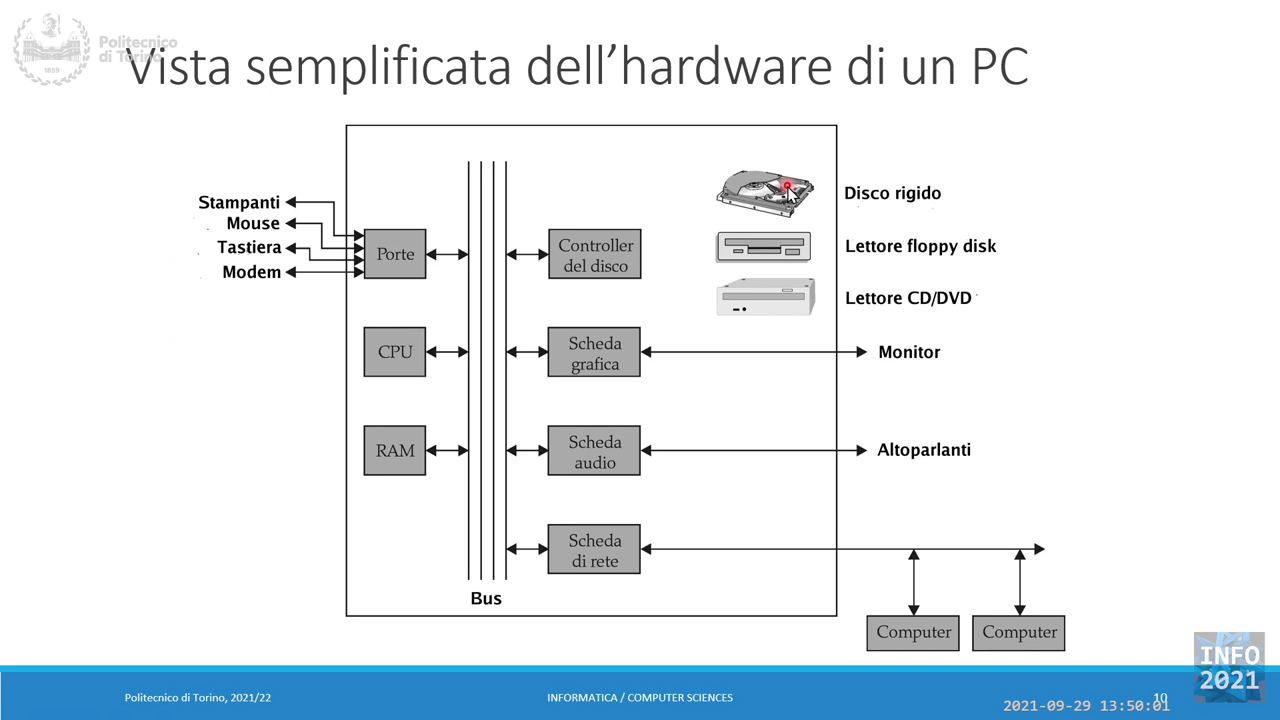 Politecnico
di Torino
1859
Vista semplificata dell’hardware di un PC
Stampanti
Mouse
Tastiera
Modem
Porte
CPU
RAM
Bus
Controller
del disco
Scheda
grafica
Scheda
audio
Scheda
di rete
Disco rigido
Lettore floppy disk
Lettore CD/DVD
Monitor
Altoparlanti
Computer
Computer
Politecnico di Torino, 2021/22
INFORMATICA / COMPUTER SCIENCES
10
INFO
2021
2021-09-29 13:50:01